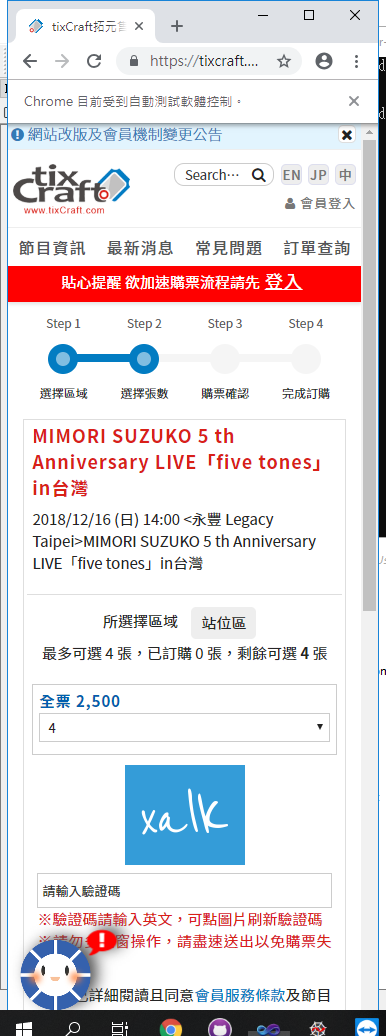 tixCraft拓元
https://tixcraft....
Chrome 目前受到自動測試軟體控制。
網站改版及會員機制變更公告
tixCraft
www.tixCraft.com
Search⋯
EN JP 中
會員登入
節目資訊 最新消息 常見問題 訂單查詢
貼心提醒 欲加速購票流程請先 登入
Step 1 Step 2 Step 3 Step 4
選擇區域 選擇張數 購票確認 完成訂購
MIMORI SUZUKO 5 th
Anniversary LIVE「five tones」
in台灣
2018/12/16 (日) 14:00 <永豐 Legacy
Taipei>MIMORI SUZUKO 5 th Anniversary
LIVE「five tones」in台灣
所選擇區域 站位區
最多可選 4 張，已訂購 0 張，剩餘可選 4 張
全票 2,500
4
xalk
請輸入驗證碼
※驗證碼請輸入英文，可點圖片刷新驗證碼
※請勿 窗操作，請盡速送出以免購票失
詳細閱讀且同意會員服務條款及節目